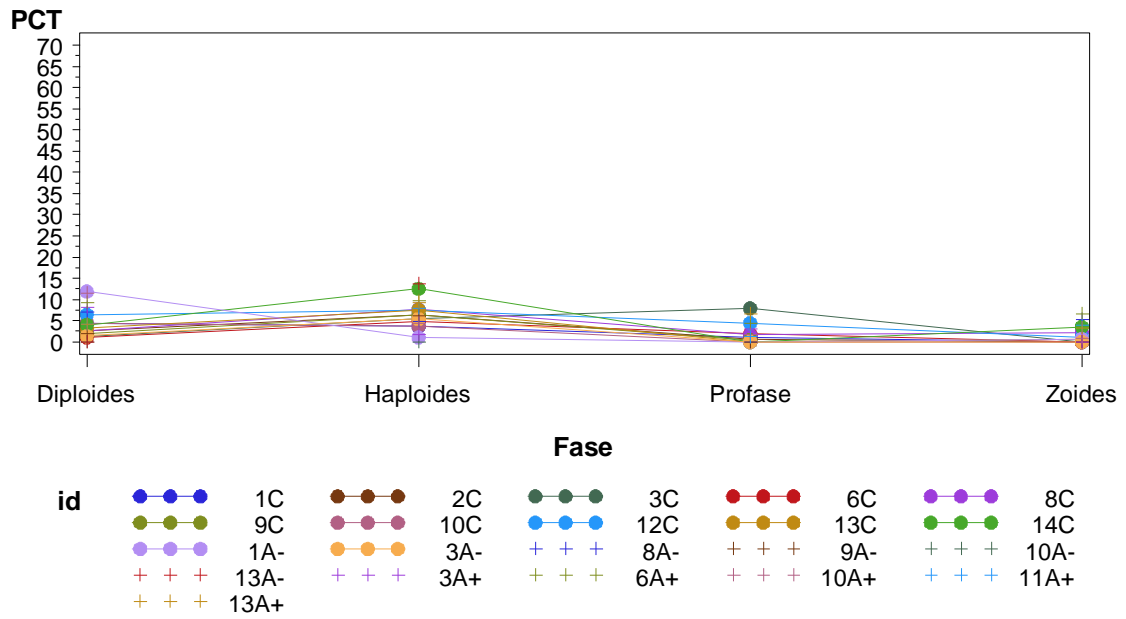 PCT
70
65
60
55
50
45
40
35
30
25
20
15
10
5
0
Diploides Haploides Profase Zoides
Fase
id 1C 2C 3C 6C 8C
9C 10C 12C 13C 14C
1A- 3A- 8A- 9A- 10A-
13A- 3A+ 6A+ 10A+ 11A+
13A+